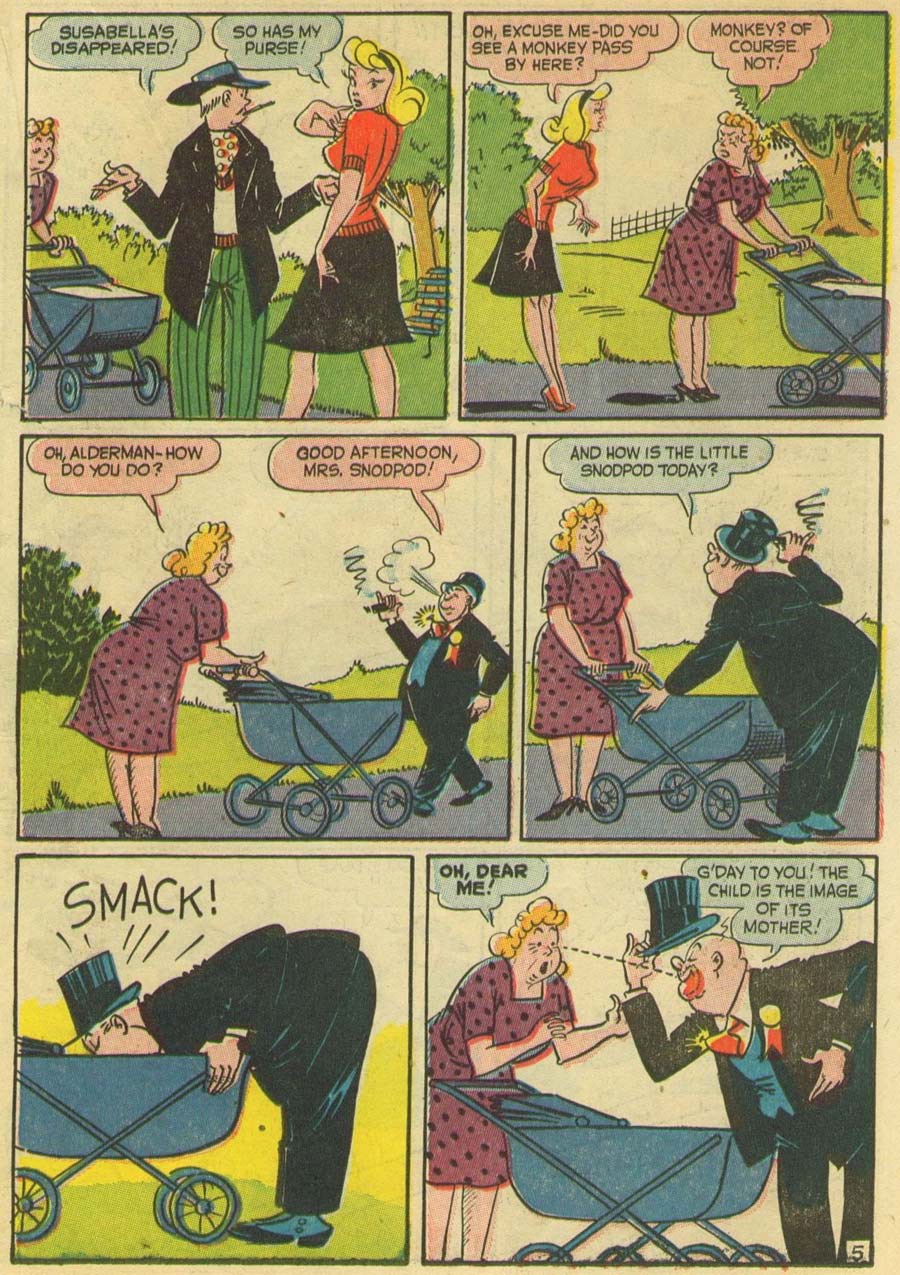 SUSABELLA'S
DISAPPEARED!
SO HAS MY
PURSE!
OH, EXCUSE ME-DID YOU
SEE A MONKEY PASS
BY HERE?
MONKEY? OF
COURSE
NOT!
OH, ALDERMAN-HOW
DO YOU DO?
GOOD AFTERNOON,
MRS. SNODPOD!
AND HOW IS THE LITTLE
SNODPOD TODAY?
SMACK!
OH, DEAR
ME!
G'DAY TO YOU! THE
CHILD IS THE IMAGE
OF ITS
MOTHER!
5